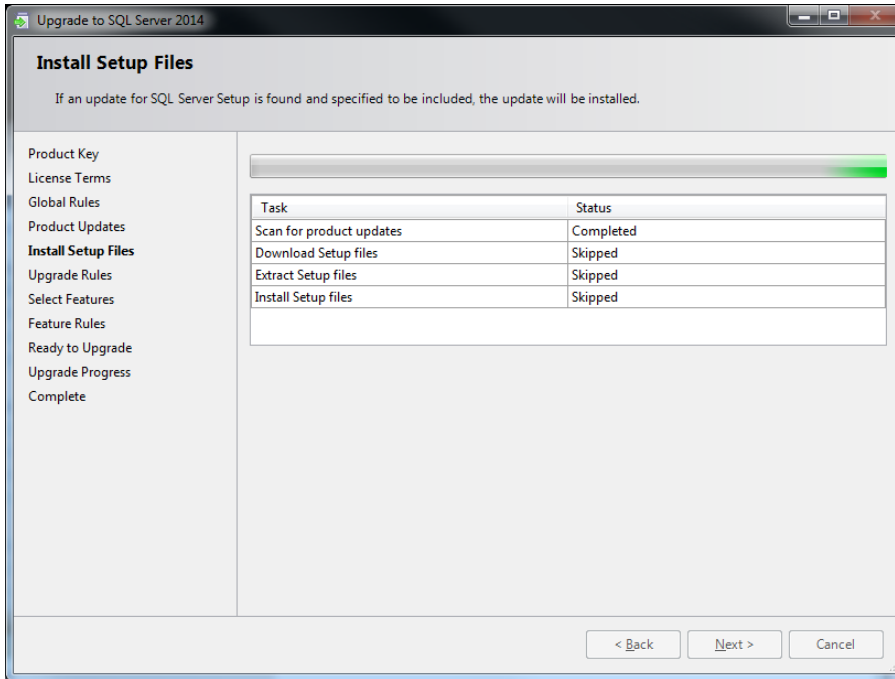 Upgrade to SQL Server 2014
Install Setup Files
If an update for SQL Server Setup is found and specified to be included, the update will be installed.
Product Key
License Terms
Global Rules
Product Updates
Install Setup Files
Upgrade Rules
Select Features
Feature Rules
Ready to Upgrade
Upgrade Progress
Complete
Task Status
Scan for product updates Completed
Download Setup files Skipped
Extract Setup files Skipped
Install Setup files Skipped
< Back Next > Cancel